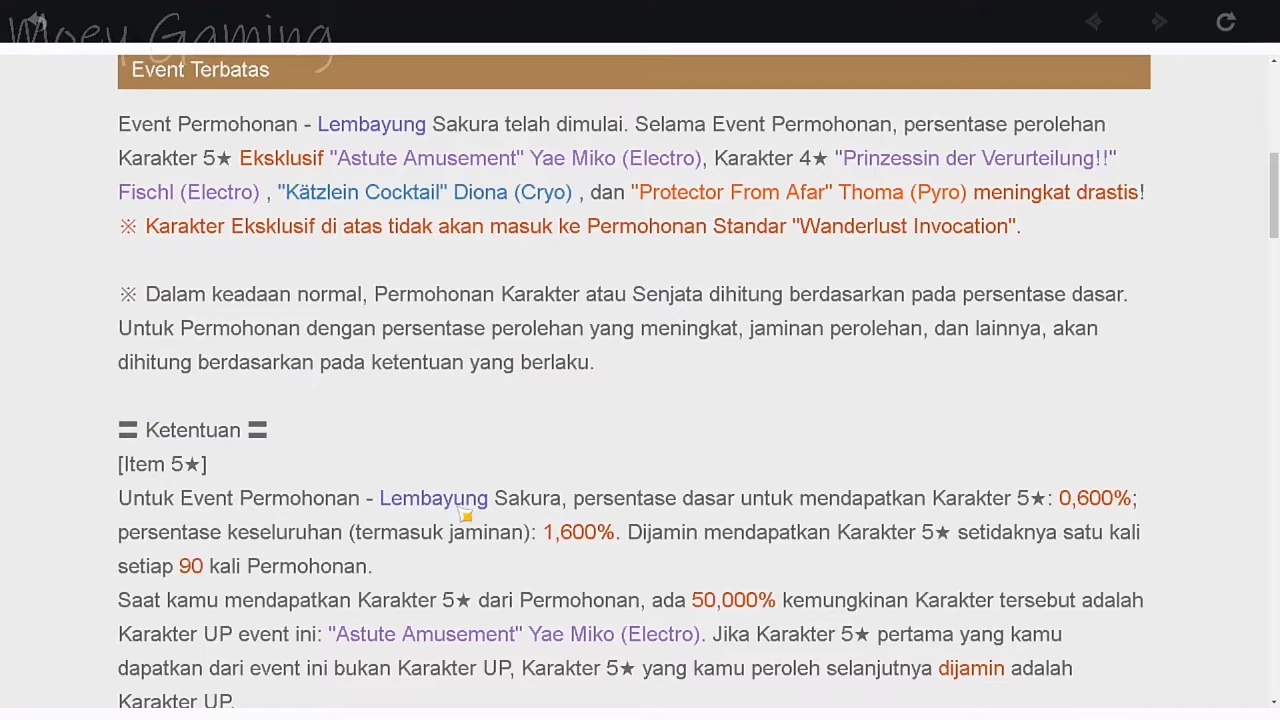 Moey Gaming
Event Terbatas
Event Permohonan - Lembayung Sakura telah dimulai. Selama Event Permohonan, persentase perolehan
Karakter 5★ Eksklusif "Astute Amusement" Yae Miko (Electro), Karakter 4★ "Prinzessin der Verurteilung!!"
Fischl (Electro) , "Kätzlein Cocktail" Diona (Cryo) , dan "Protector From Afar" Thoma (Pyro) meningkat drastis!
※ Karakter Eksklusif di atas tidak akan masuk ke Permohonan Standar "Wanderlust Invocation".
※ Dalam keadaan normal, Permohonan Karakter atau Senjata dihitung berdasarkan pada persentase dasar.
Untuk Permohonan dengan persentase perolehan yang meningkat, jaminan perolehan, dan lainnya, akan
dihitung berdasarkan pada ketentuan yang berlaku.
〓 Ketentuan 〓
[Item 5★]
Untuk Event Permohonan - Lembayung Sakura, persentase dasar untuk mendapatkan Karakter 5★: 0,600%;
persentase keseluruhan (termasuk jaminan): 1,600%. Dijamin mendapatkan Karakter 5★ setidaknya satu kali
setiap 90 kali Permohonan.
Saat kamu mendapatkan Karakter 5★ dari Permohonan, ada 50,000% kemungkinan Karakter tersebut adalah
Karakter UP event ini: "Astute Amusement" Yae Miko (Electro). Jika Karakter 5★ pertama yang kamu
dapatkan dari event ini bukan Karakter UP, Karakter 5★ yang kamu peroleh selanjutnya dijamin adalah
Karakter UP.